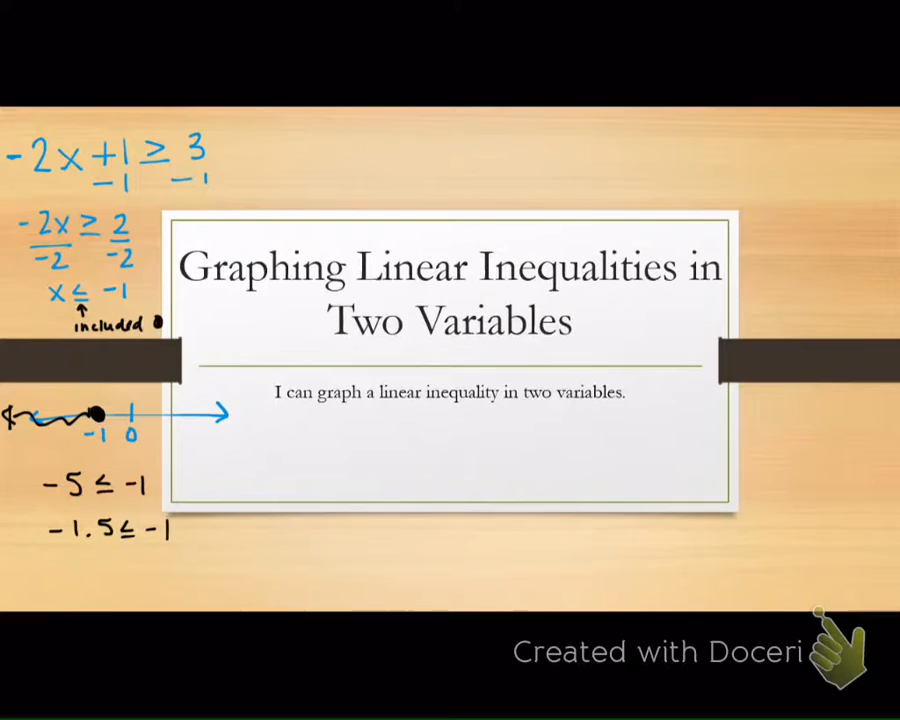 -2x +1 ≥ 3
-1 -1
-2x ≥ 2
-2 -2
x ≤ -1
included
-1 0
-5 ≤ -1
-1.5 ≤ -1
Graphing Linear Inequalities in
Two Variables
I can graph a linear inequality in two variables.
Created with Doceri